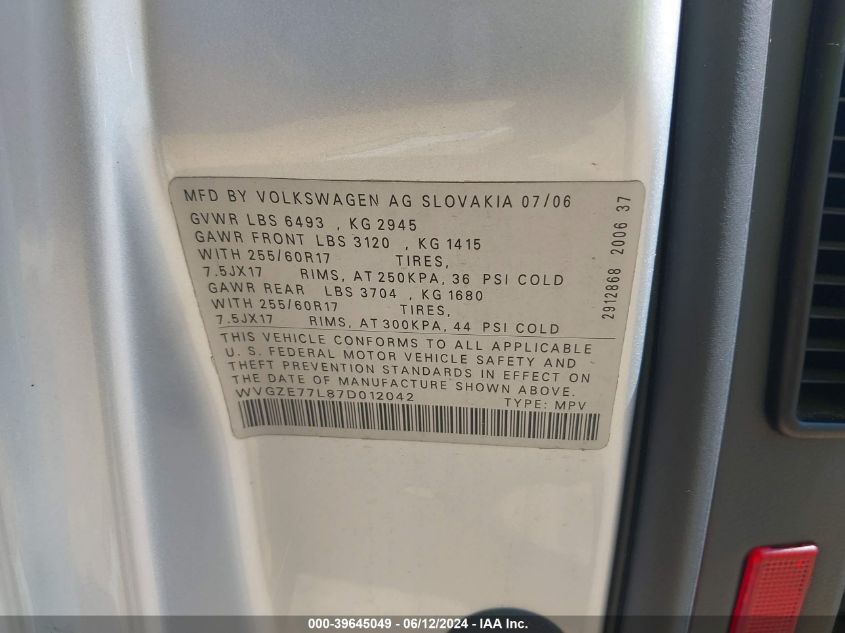 MFD BY VOLKSWAGEN AG SLOVAKIA 07/06
GVWR LBS 6493 , KG 2945
GAWR FRONT LBS 3120 , KG 1415
WITH 255/60R17 TIRES,
7.5JX17 RIMS, AT 250KPA, 36 PSI COLD
GAWR REAR LBS 3704 , KG 1680
WITH 255/60R17 TIRES,
7.5JX17 RIMS, AT 300KPA, 44 PSI COLD
THIS VEHICLE CONFORMS TO ALL APPLICABLE
U. S. FEDERAL MOTOR VEHICLE SAFETY AND
THEFT PREVENTION STANDARDS IN EFFECT ON
THE DATE OF MANUFACTURE SHOWN ABOVE.
WVGZE77L87D012042 TYPE: MPV
2912868 2006 37
000-39645049 - 06/12/2024 - IAA Inc.